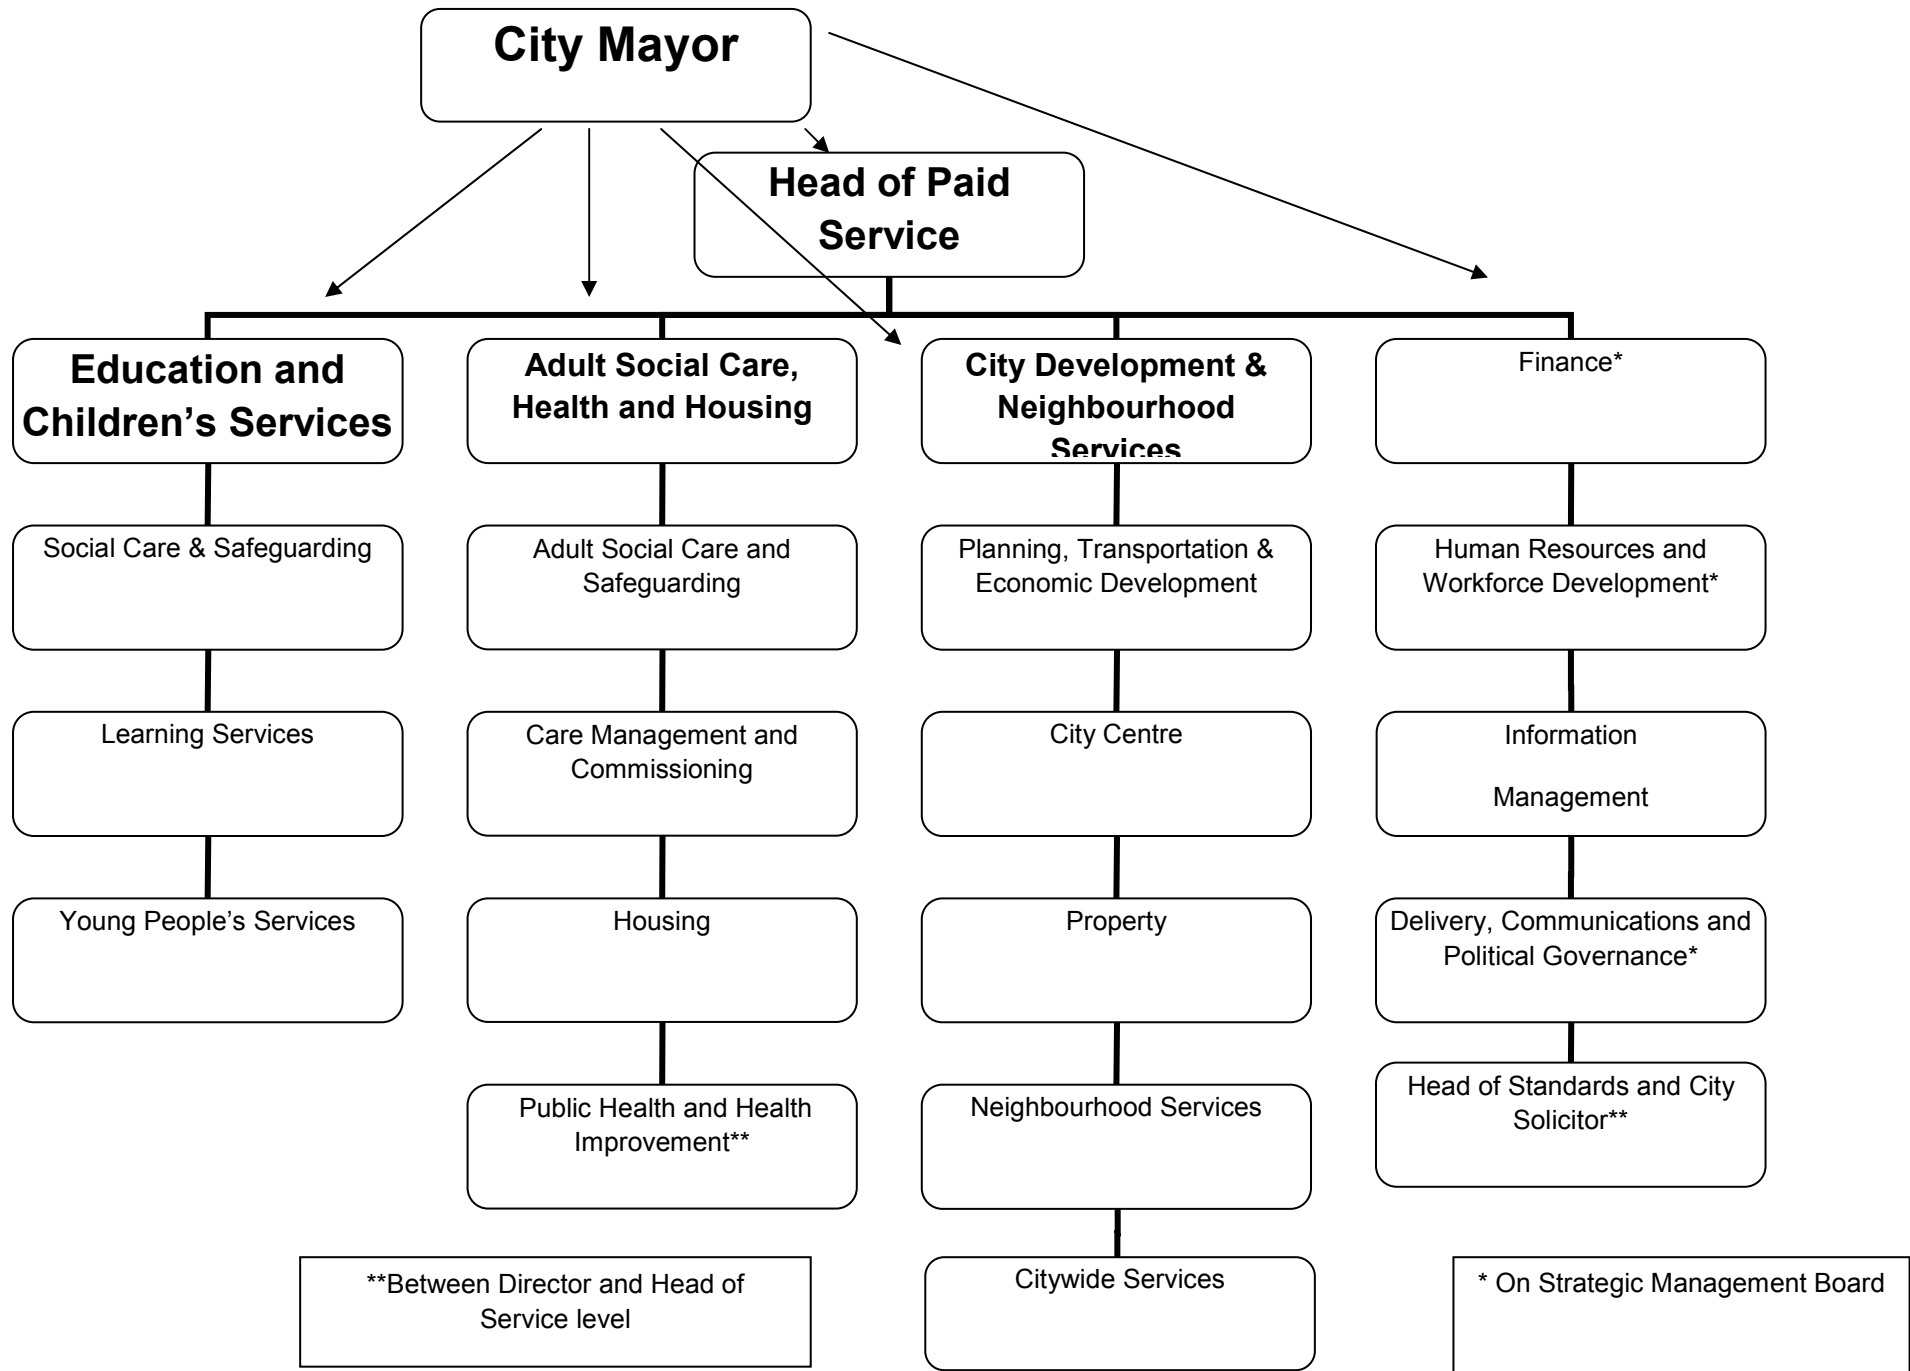 City Mayor
Head of Paid
Service
Education and
Children’s Services
Adult Social Care,
Health and Housing
City Development &
Neighbourhood
Services
Finance*
Social Care & Safeguarding
Adult Social Care and
Safeguarding
Planning, Transportation &
Economic Development
Human Resources and
Workforce Development*
Learning Services
Care Management and
Commissioning
City Centre
Information
Management
Young People’s Services
Housing
Property
Delivery, Communications and
Political Governance*
Public Health and Health
Improvement**
Neighbourhood Services
Head of Standards and City
Solicitor**
**Between Director and Head of
Service level
Citywide Services
* On Strategic Management Board